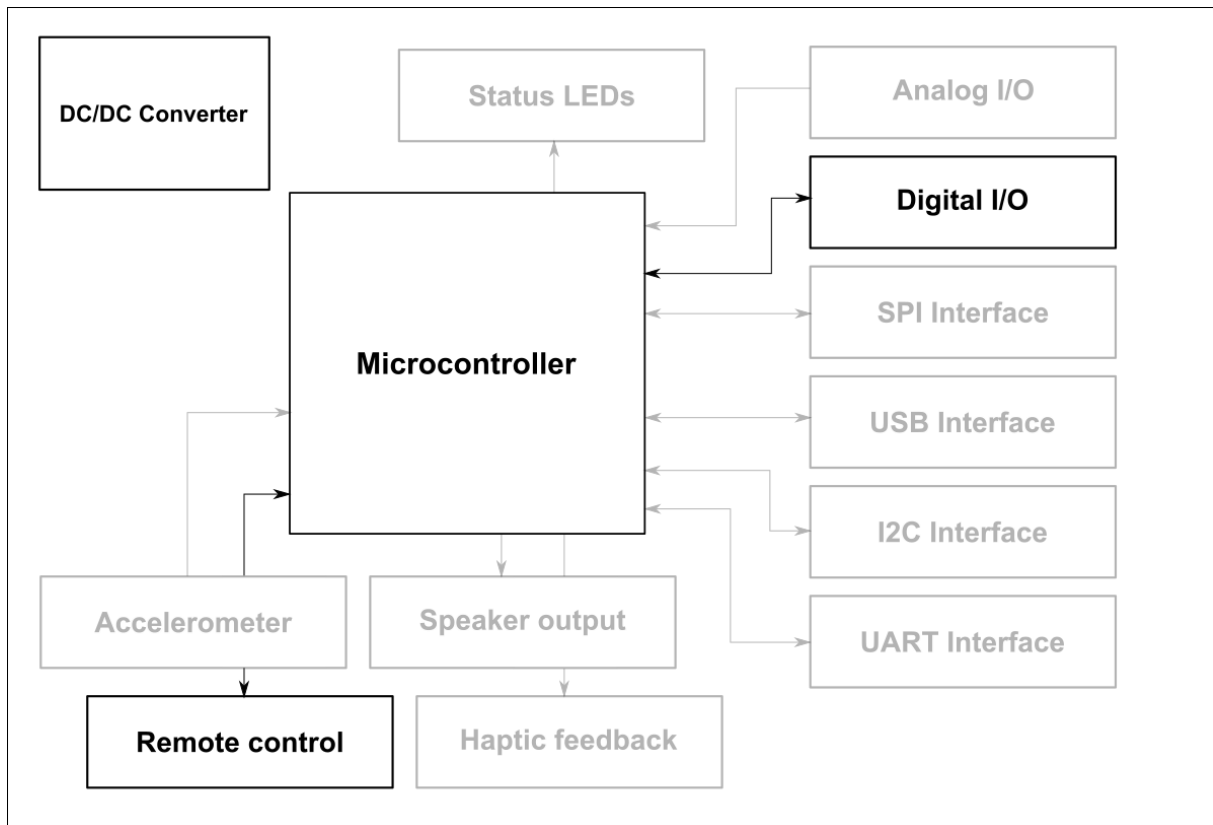 DC/DC Converter
Status LEDs
Analog I/O
Digital I/O
SPI Interface
Microcontroller
USB Interface
I2C Interface
Accelerometer
Speaker output
UART Interface
Remote control
Haptic feedback